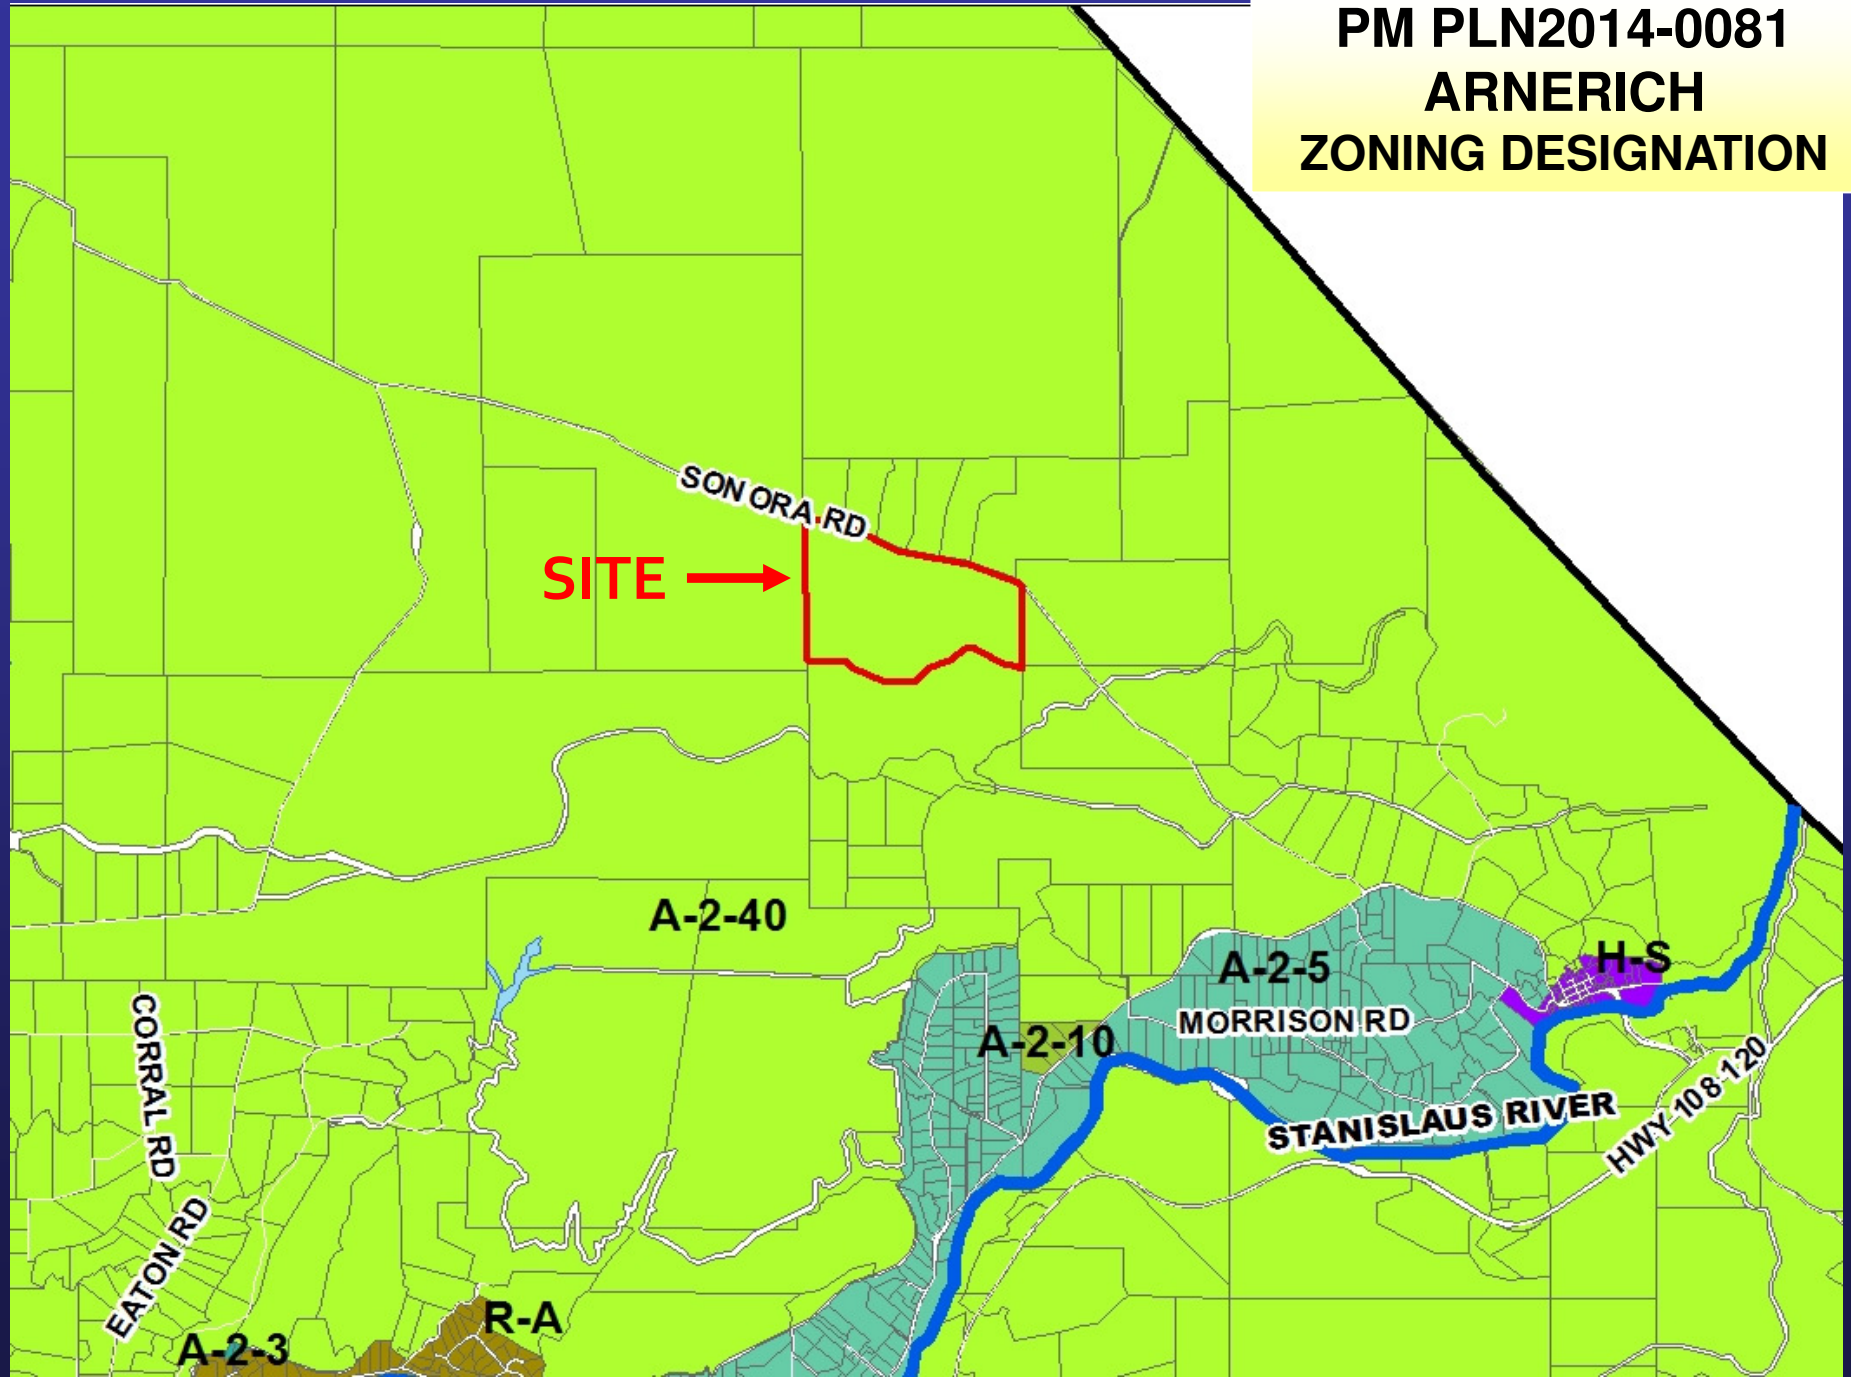 PM PLN2014-0081
ARNERICH
ZONING DESIGNATION
SONORA RD
SITE
A-2-40
A-2-5
H-S
MORRISON RD
A-2-10
CORRAL RD
STANISLAUS RIVER
HWY 108 120
EATON RD
R-A
A-2-3